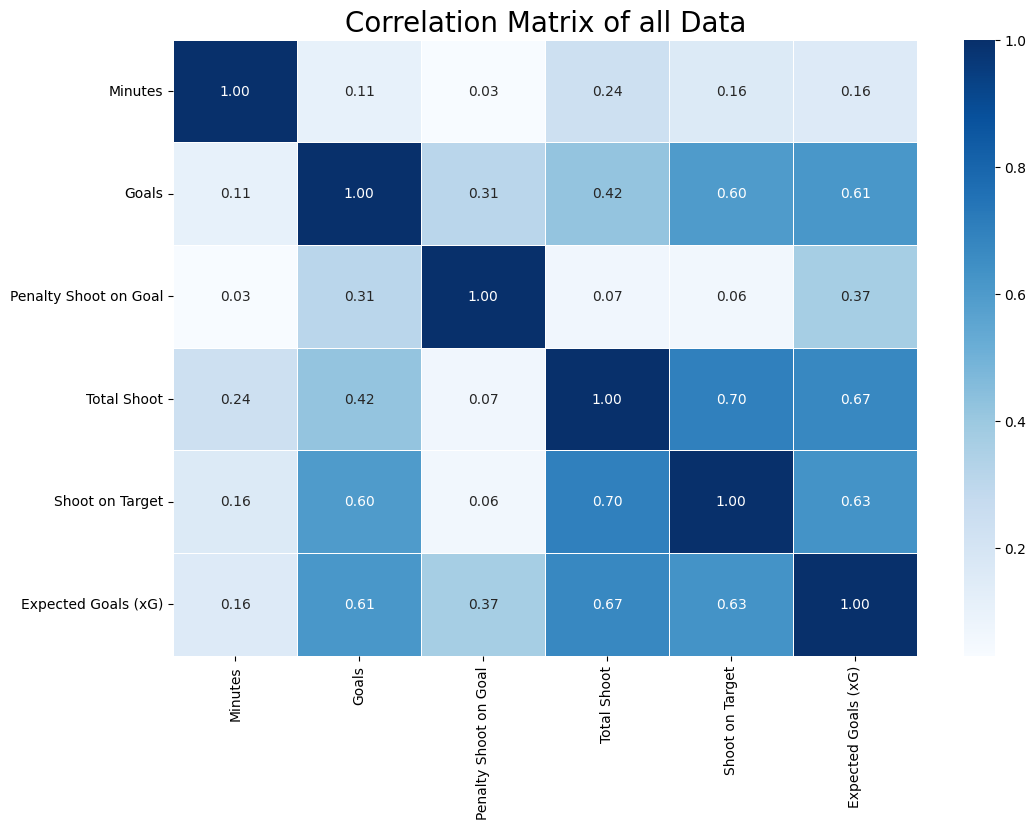 Correlation Matrix of all Data
Minutes 1.00 0.11 0.03 0.24 0.16 0.16
Goals 0.11 1.00 0.31 0.42 0.60 0.61
Penalty Shoot on Goal 0.03 0.31 1.00 0.07 0.06 0.37
Total Shoot 0.24 0.42 0.07 1.00 0.70 0.67
Shoot on Target 0.16 0.60 0.06 0.70 1.00 0.63
Expected Goals (xG) 0.16 0.61 0.37 0.67 0.63 1.00
Minutes
Goals
Penalty Shoot on Goal
Total Shoot
Shoot on Target
Expected Goals (xG)
1.0
0.8
0.6
0.4
0.2